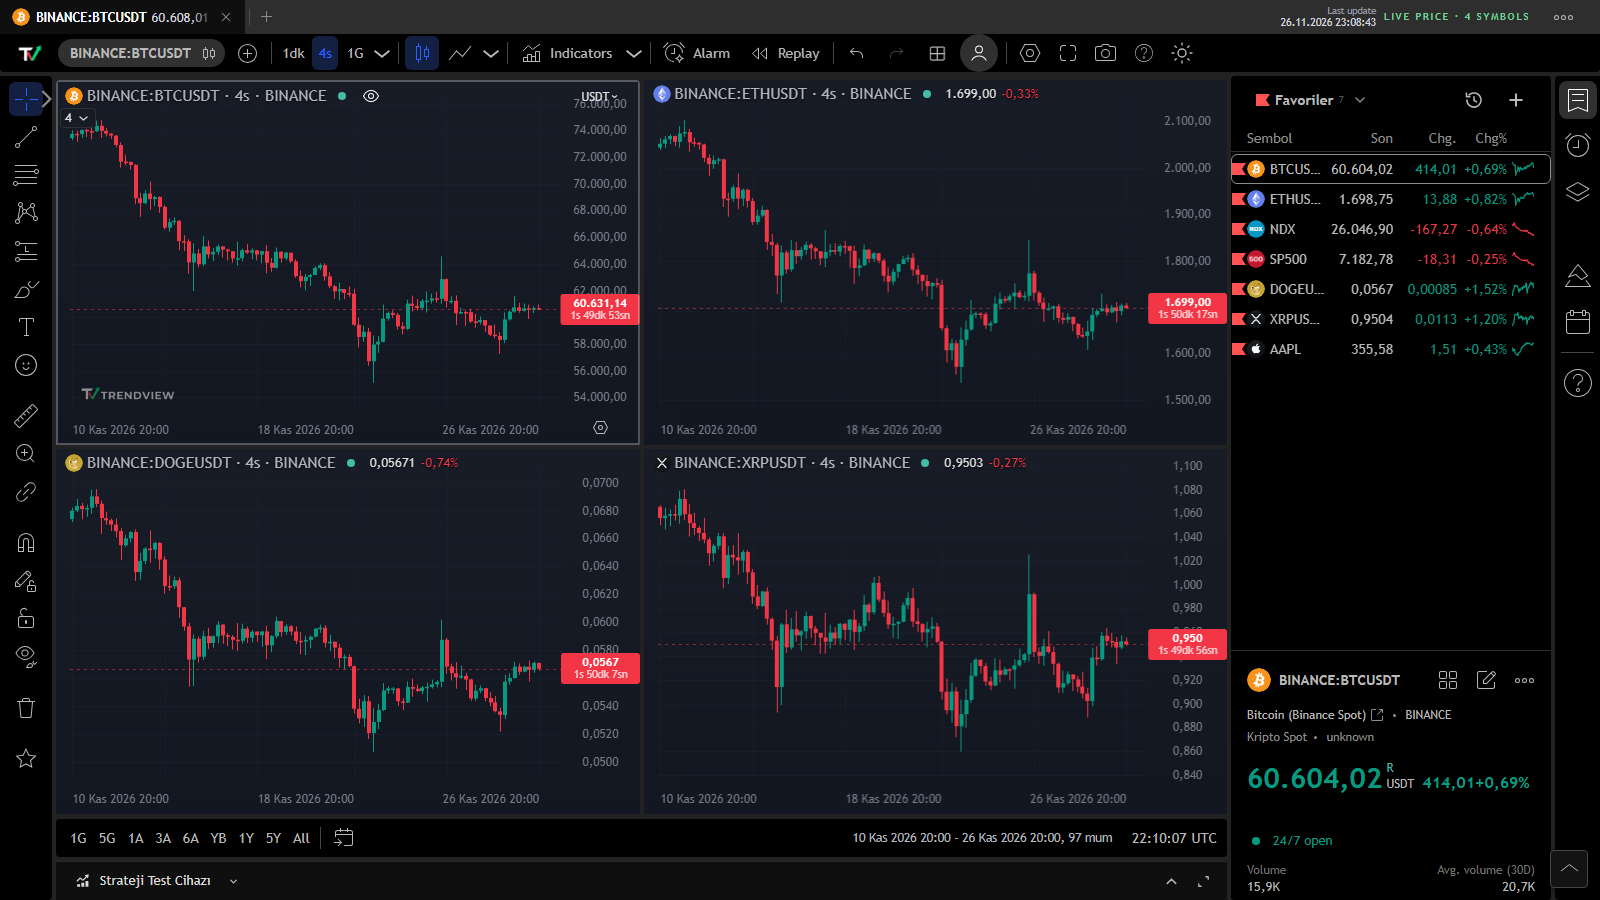 BINANCE:BTCUSDT 60.608,01
Last update
26.11.2026 23:08:43
LIVE PRICE • 4 SYMBOLS
BINANCE:BTCUSDT
1dk
4s
1G
Indicators
Alarm
Replay
BINANCE:BTCUSDT · 4s · BINANCE
USDT
4
76.000,00
74.000,00
72.000,00
70.000,00
68.000,00
66.000,00
64.000,00
62.000,00
60.631,14
1s 49dk 53sn
58.000,00
56.000,00
54.000,00
TRENDVIEW
10 Kas 2026 20:00
18 Kas 2026 20:00
26 Kas 2026 20:00
BINANCE:ETHUSDT · 4s · BINANCE
1.699,00 -0,33%
2.100,00
2.000,00
1.900,00
1.800,00
1.699,00
1s 50dk 17sn
1.600,00
1.500,00
10 Kas 2026 20:00
18 Kas 2026 20:00
26 Kas 2026 20:00
BINANCE:DOGEUSDT · 4s · BINANCE
0,05671 -0,74%
0,0700
0,0680
0,0660
0,0640
0,0620
0,0600
0,0580
0,0567
1s 50dk 7sn
0,0540
0,0520
0,0500
10 Kas 2026 20:00
18 Kas 2026 20:00
26 Kas 2026 20:00
BINANCE:XRPUSDT · 4s · BINANCE
0,9503 -0,27%
1,100
1,080
1,060
1,040
1,020
1,000
0,980
0,950
1s 49dk 56sn
0,920
0,900
0,880
0,860
0,840
10 Kas 2026 20:00
18 Kas 2026 20:00
26 Kas 2026 20:00
1G 5G 1A 3A 6A YB 1Y 5Y All
10 Kas 2026 20:00 - 26 Kas 2026 20:00, 97 mum
22:10:07 UTC
Strateji Test Cihazı
Favoriler 7
Sembol Son Chg. Chg%
BTCUS... 60.604,02 414,01 +0,69%
ETHUS... 1.698,75 13,88 +0,82%
NDX 26.046,90 -167,27 -0,64%
SP500 7.182,78 -18,31 -0,25%
DOGEU... 0,0567 0,00085 +1,52%
XRPUS... 0,9504 0,0113 +1,20%
AAPL 355,58 1,51 +0,43%
BINANCE:BTCUSDT
Bitcoin (Binance Spot) • BINANCE
Kripto Spot • unknown
60.604,02 R USDT 414,01 +0,69%
24/7 open
Volume Avg. volume (30D)
15,9K 20,7K